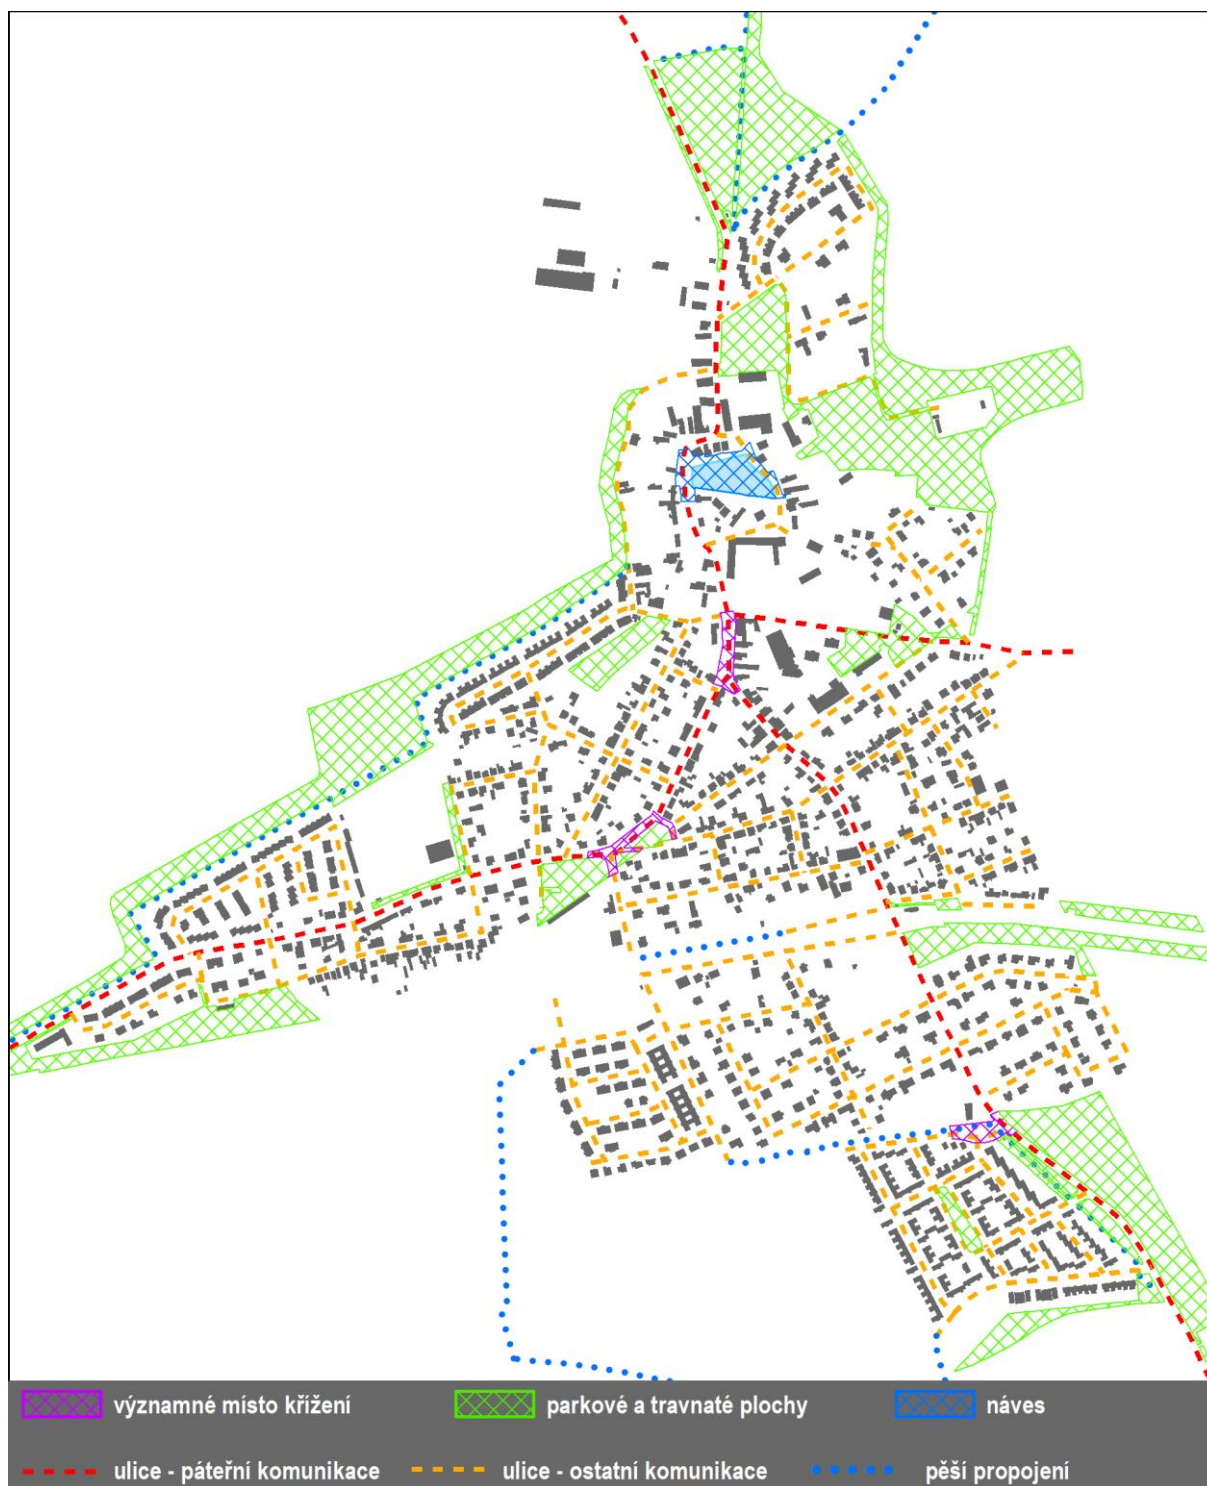 významné místo křížení parkové a travnaté plochy náves
ulice - páteřní komunikace ulice - ostatní komunikace pěší propojení